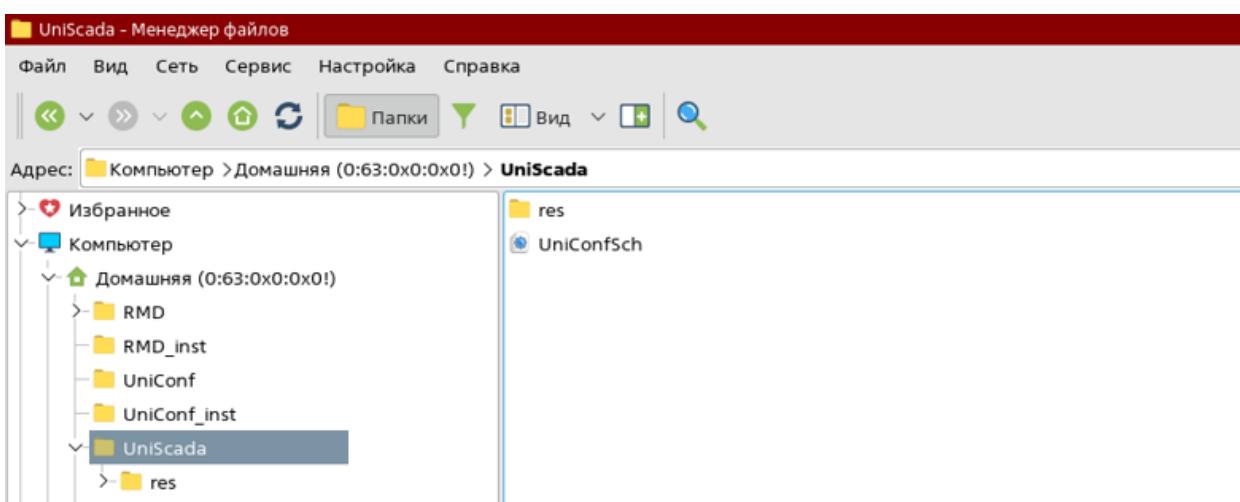 UniScada - Менеджер файлов
Файл Вид Сеть Сервис Настройка Справка
Папки Вид
Адрес: Компьютер >Домашняя (0:63:0x0:0x0!) > UniScada
Избранное
Компьютер
Домашняя (0:63:0x0:0x0!)
RMD
RMD_inst
UniConf
UniConf_inst
UniScada
res
res
UniConfSch